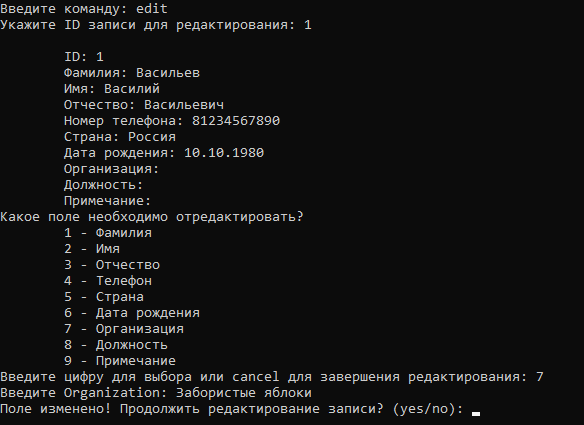 Введите команду: edit
Укажите ID записи для редактирования: 1
ID: 1
Фамилия: Васильев
Имя: Василий
Отчество: Васильевич
Номер телефона: 81234567890
Страна: Россия
Дата рождения: 10.10.1980
Организация:
Должность:
Примечание:
Какое поле необходимо отредактировать?
1 - Фамилия
2 - Имя
3 - Отчество
4 - Телефон
5 - Страна
6 - Дата рождения
7 - Организация
8 - Должность
9 - Примечание
Введите цифру для выбора или cancel для завершения редактирования: 7
Введите Organization: Забористые яблоки
Поле изменено! Продолжить редактирование записи? (yes/no):